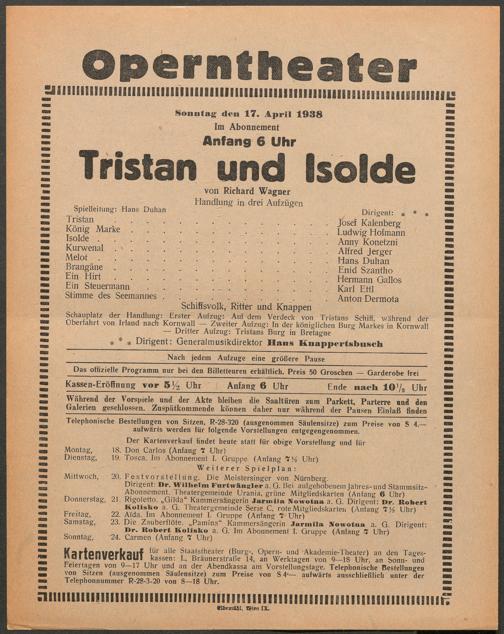 Operntheater
Sonntag den 17. April 1938
Im Abonnement
Anfang 6 Uhr
Tristan und Isolde
von Richard Wagner
Handlung in drei Aufzügen
Spielleitung: Hans Duhan Dirigent: * * *
Tristan . . . . . . . . Josef Kalenberg
König Marke . . . . . . . . Ludwig Hofmann
Isolde . . . . . . . . Anny Konetzni
Kurwenal . . . . . . . . Alfred Jerger
Melot . . . . . . . . Hans Duhan
Brangäne . . . . . . . . Enid Szantho
Ein Hirt . . . . . . . . Hermann Gallos
Ein Steuermann . . . . . . . . Karl Ettl
Stimme des Seemannes . . . . . . . . Anton Dermota
Schiffsvolk, Ritter und Knappen
Schauplatz der Handlung: Erster Aufzug: Auf dem Verdeck von Tristans Schiff, während der
Überfahrt von Irland nach Kornwall — Zweiter Aufzug: In der königlichen Burg Markes in Kornwall
— Dritter Aufzug: Tristans Burg in Bretagne
* * * Dirigent: Generalmusikdirektor Hans Knappertsbusch
Nach jedem Aufzuge eine größere Pause
Das offizielle Programm nur bei den Billetteuren erhältlich. Preis 50 Groschen — Garderobe frei
Kassen-Eröffnung vor 5½ Uhr Anfang 6 Uhr Ende nach 10½ Uhr
Während der Vorspiele und der Akte bleiben die Saaltüren zum Parkett, Parterre und den
Galerien geschlossen. Zuspätkommende können daher nur während der Pausen Einlaß finden
Telephonische Bestellungen von Sitzen, R-28-320 (ausgenommen Säulensitze) zum Preise von S 4.—
aufwärts werden für folgende Vorstellungen entgegengenommen.
Der Kartenverkauf findet heute statt für obige Vorstellung und für
Montag, 18. Don Carlos (Anfang 7 Uhr)
Dienstag, 19. Tosca. Im Abonnement I. Gruppe (Anfang 7½ Uhr)
Weiterer Spielplan:
Mittwoch, 20. Festvorstellung. Die Meistersinger von Nürnberg.
Dirigent Dr. Wilhelm Furtwängler a. G. Bei aufgehobenen Jahres- und Stammsitz-
Abonnement. Theatergemeinde Urania, grüne Mitgliedskarten (Anfang 6 Uhr)
Donnerstag, 21. Rigoletto. „Gilda" Kammersängerin Jarmila Novotna a. G. Dirigent: Dr. Robert
Kolisko a. G. Theatergemeinde Serie C, rote Mitgliedskarten (Anfang 7½ Uhr)
Freitag, 22. Aida. Im Abonnement I. Gruppe (Anfang 7 Uhr)
Samstag, 23. Die Zauberflöte. „Pamina" Kammersängerin Jarmila Novotna a. G. Dirigent:
Dr. Robert Kolisko a. G. Im Abonnement I. Gruppe (Anfang 7 Uhr)
Sonntag, 24. Carmen (Anfang 7 Uhr)
Kartenverkauf für alle Staatstheater (Burg-, Opern- und Akademie-Theater) an den Tages-
kassen: I., Bräunerstraße 14, an Werktagen von 9—18 Uhr, an Sonn- und
Feiertagen von 9—17 Uhr und an der Abendkassa am Vorstellungstage. Telephonische Bestellungen
von Sitzen (ausgenommen Säulensitze) zum Preise von S 4·— aufwärts ausschließlich unter der
Telephonnummer R-28-3-20 von 8—18 Uhr.
Elbemühl, Wien IX.